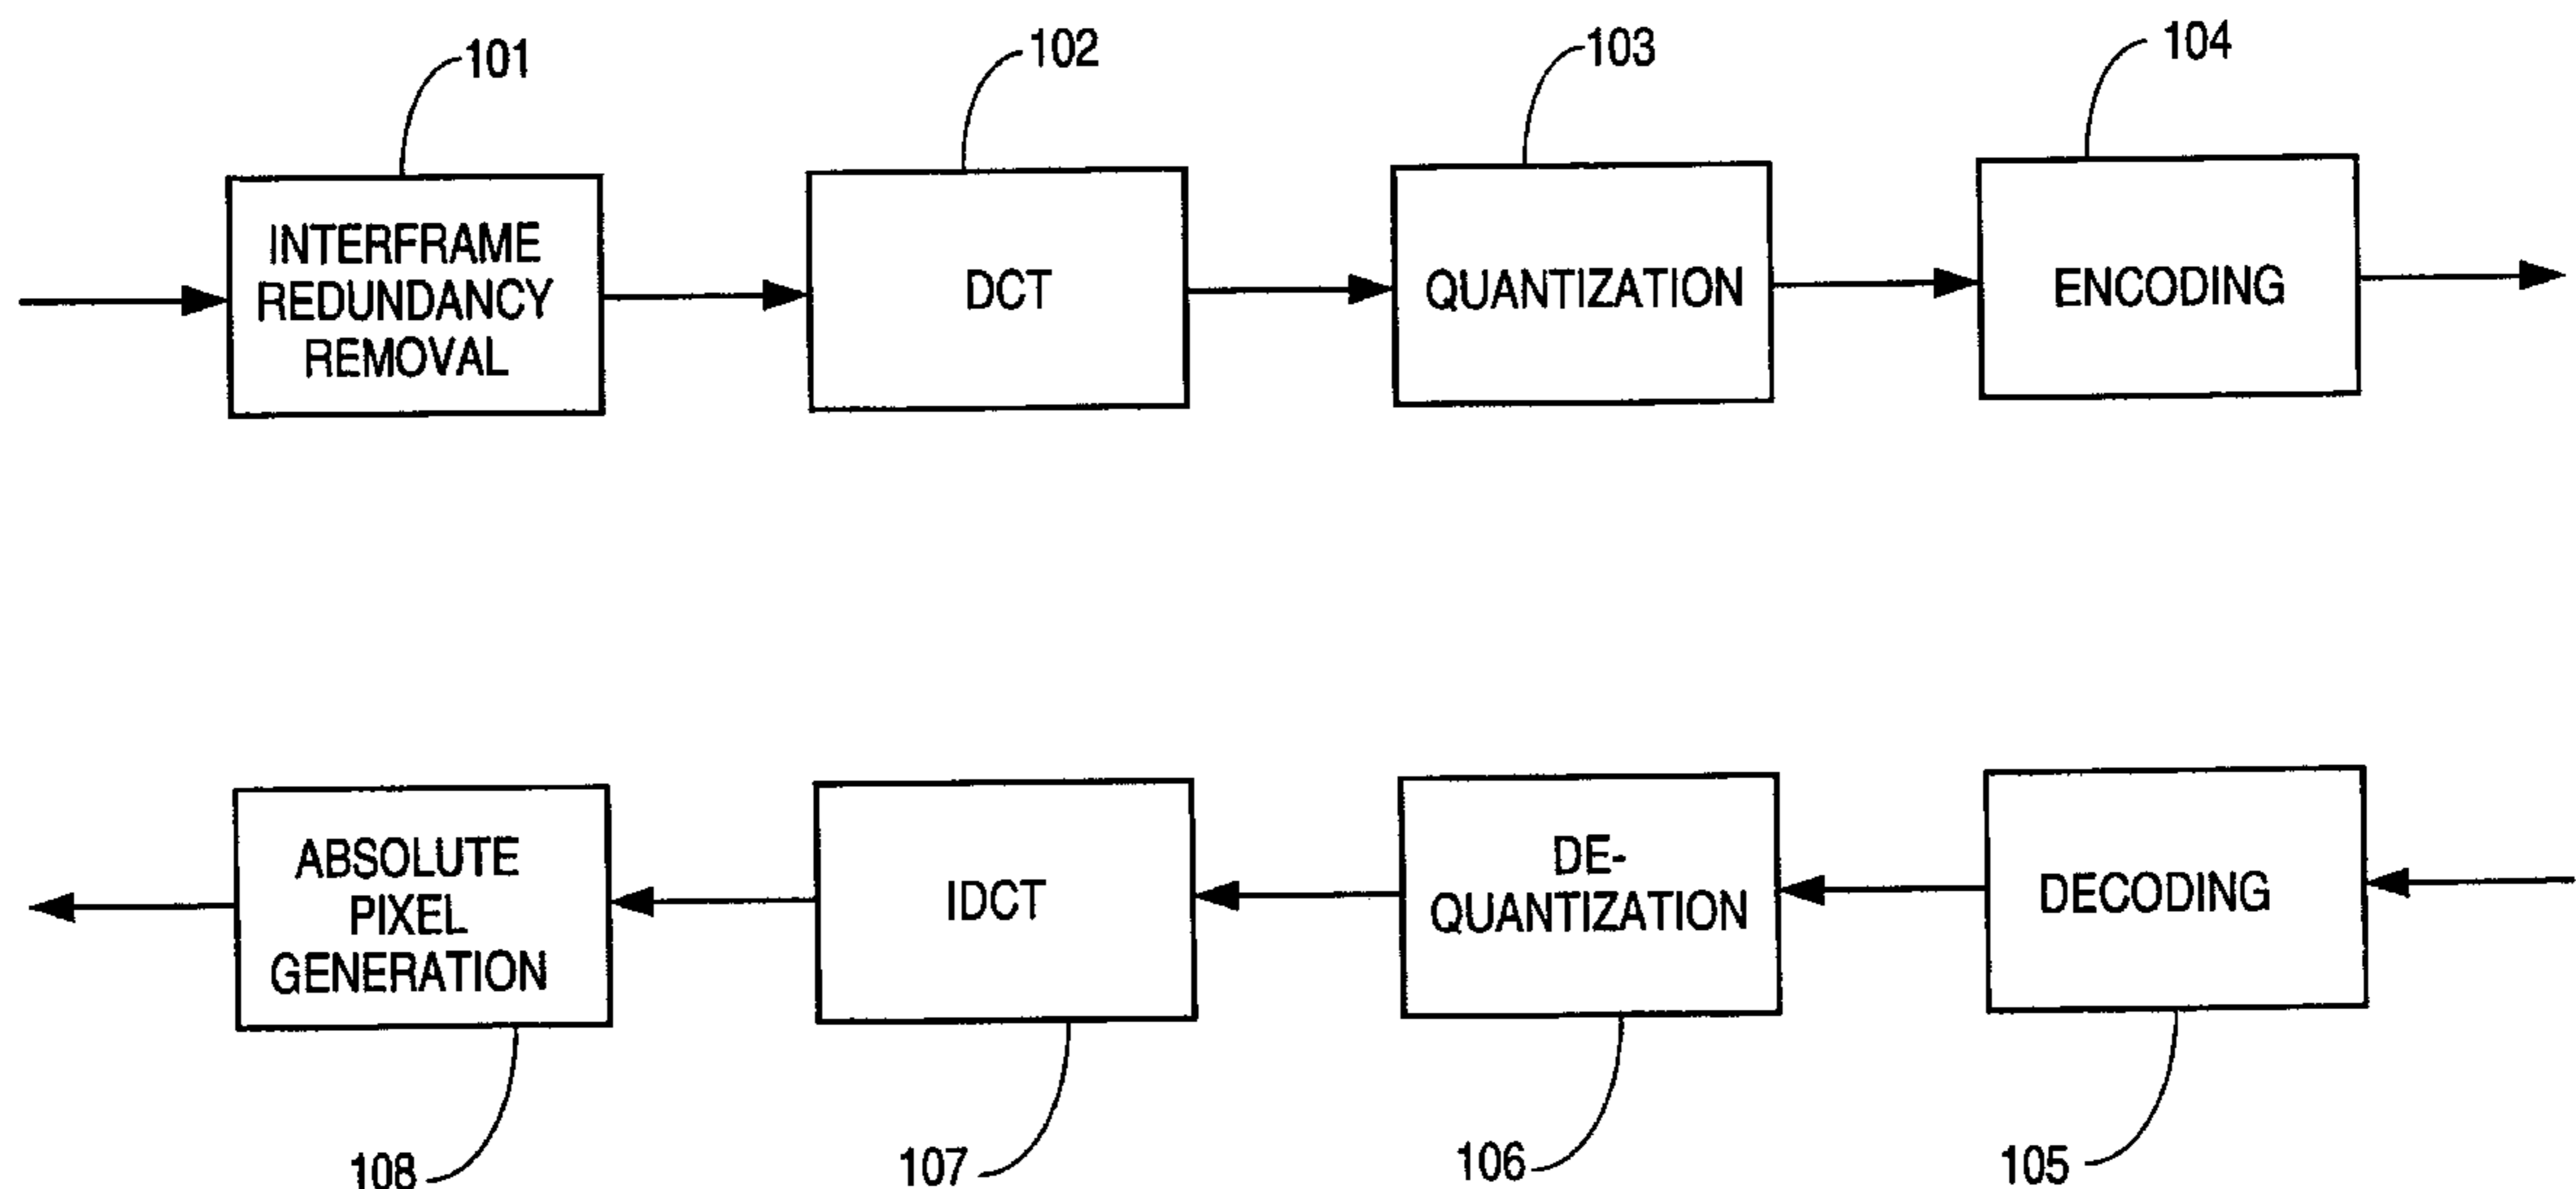 101
102
103
104
INTERFRAME
REDUNDANCY
REMOVAL
DCT
QUANTIZATION
ENCODING
ABSOLUTE
PIXEL
GENERATION
IDCT
DE-
QUANTIZATION
DECODING
108
107
106
105